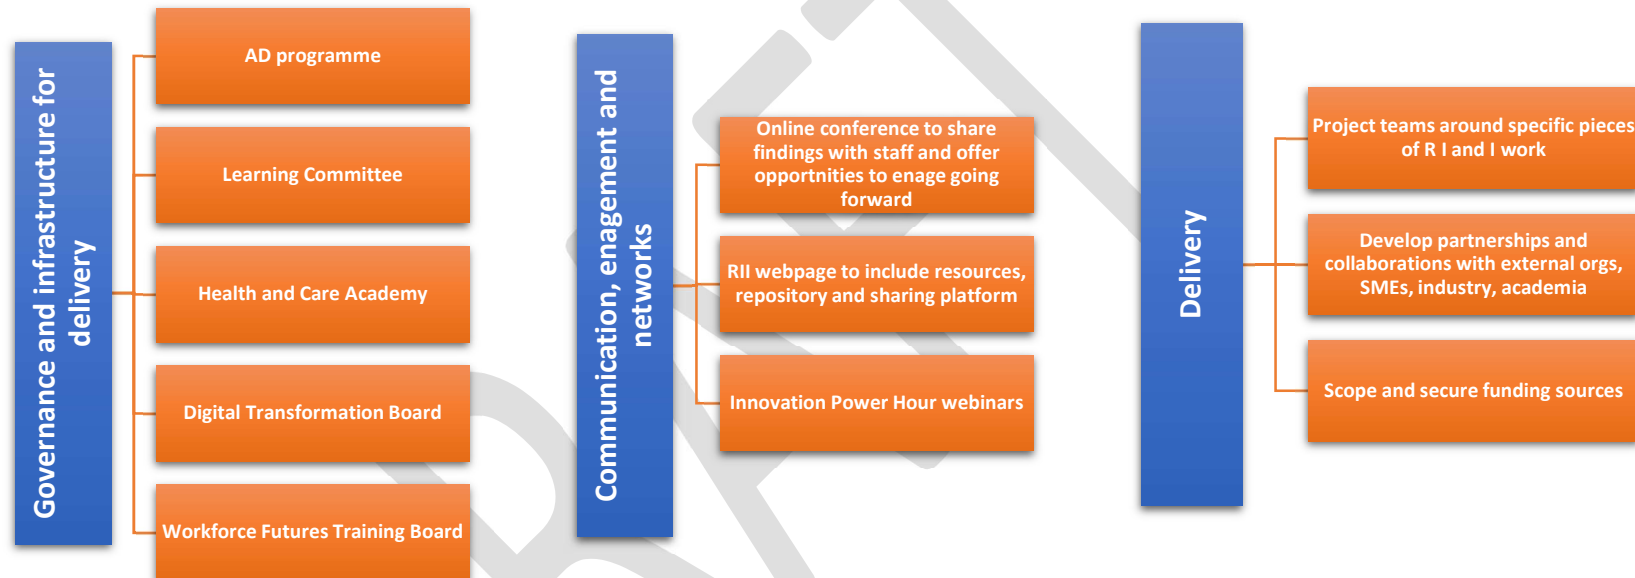 Governance and infrastructure for
delivery
AD programme
Learning Committee
Health and Care Academy
Digital Transformation Board
Workforce Futures Training Board
Communication, enagement and
networks
Online conference to share
findings with staff and offer
opportnities to enage going
forward
RII webpage to include resources,
repository and sharing platform
Innovation Power Hour webinars
Delivery
Project teams around specific pieces
of R I and I work
Develop partnerships and
collaborations with external orgs,
SMEs, industry, academia
Scope and secure funding sources
DRAFT